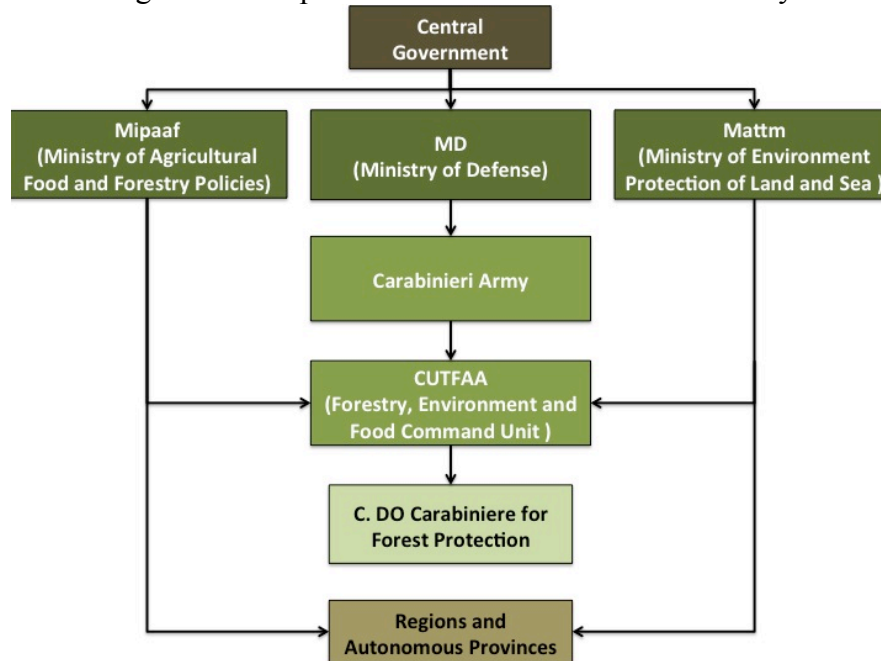 Central
Government
Mipaaf
(Ministry of Agricultural
Food and Forestry Policies)
MD
(Ministry of Defense)
Mattm
(Ministry of Environment
Protection of Land and Sea )
Carabinieri Army
CUTFAA
(Forestry, Environment and
Food Command Unit )
C. DO Carabiniere for
Forest Protection
Regions and
Autonomous Provinces